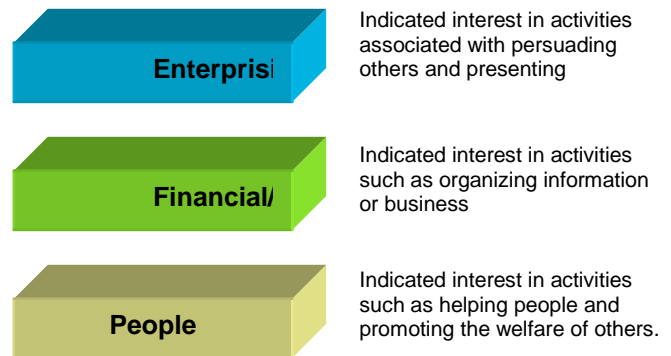 Enterprisi
Indicated interest in activities
associated with persuading
others and presenting
Financial/
Indicated interest in activities
such as organizing information
or business
People
Indicated interest in activities
such as helping people and
promoting the welfare of others.